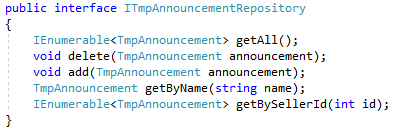 public interface ITmpAnnouncementRepository
{
    IEnumerable<TmpAnnouncement> getAll();
    void delete(TmpAnnouncement announcement);
    void add(TmpAnnouncement announcement);
    TmpAnnouncement getByName(string name);
    IEnumerable<TmpAnnouncement> getBySellerId(int id);
}